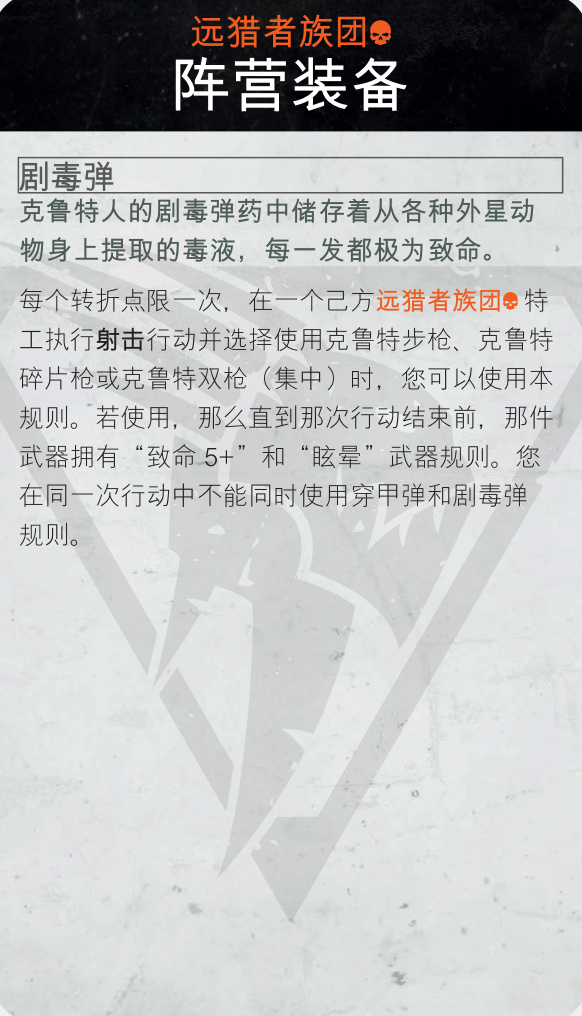 远猎者族团
阵营装备
剧毒弹
克鲁特人的剧毒弹药中储存着从各种外星动
物身上提取的毒液，每一发都极为致命。
每个转折点限一次，在一个己方远猎者族团特
工执行射击行动并选择使用克鲁特步枪、克鲁特
碎片枪或克鲁特双枪（集中）时，您可以使用本
规则。若使用，那么直到那次行动结束前，那件
武器拥有“致命 5+”和“眩晕”武器规则。您
在同一次行动中不能同时使用穿甲弹和剧毒弹
规则。